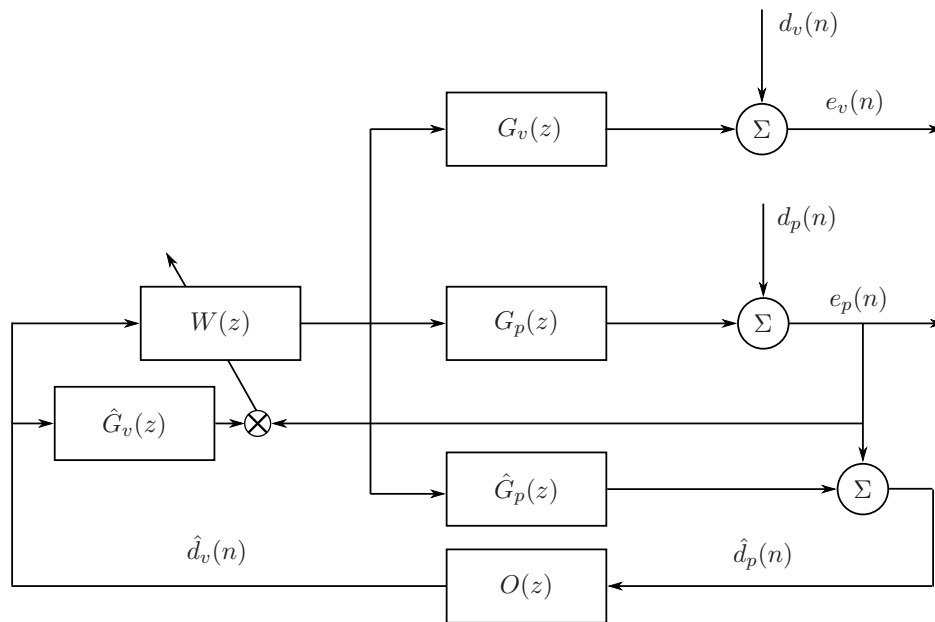 d_v(n)
G_v(z)
Σ
e_v(n)
d_p(n)
W(z)
G_p(z)
Σ
e_p(n)
Ĝ_v(z)
Ĝ_p(z)
Σ
d̂_v(n)
O(z)
d̂_p(n)